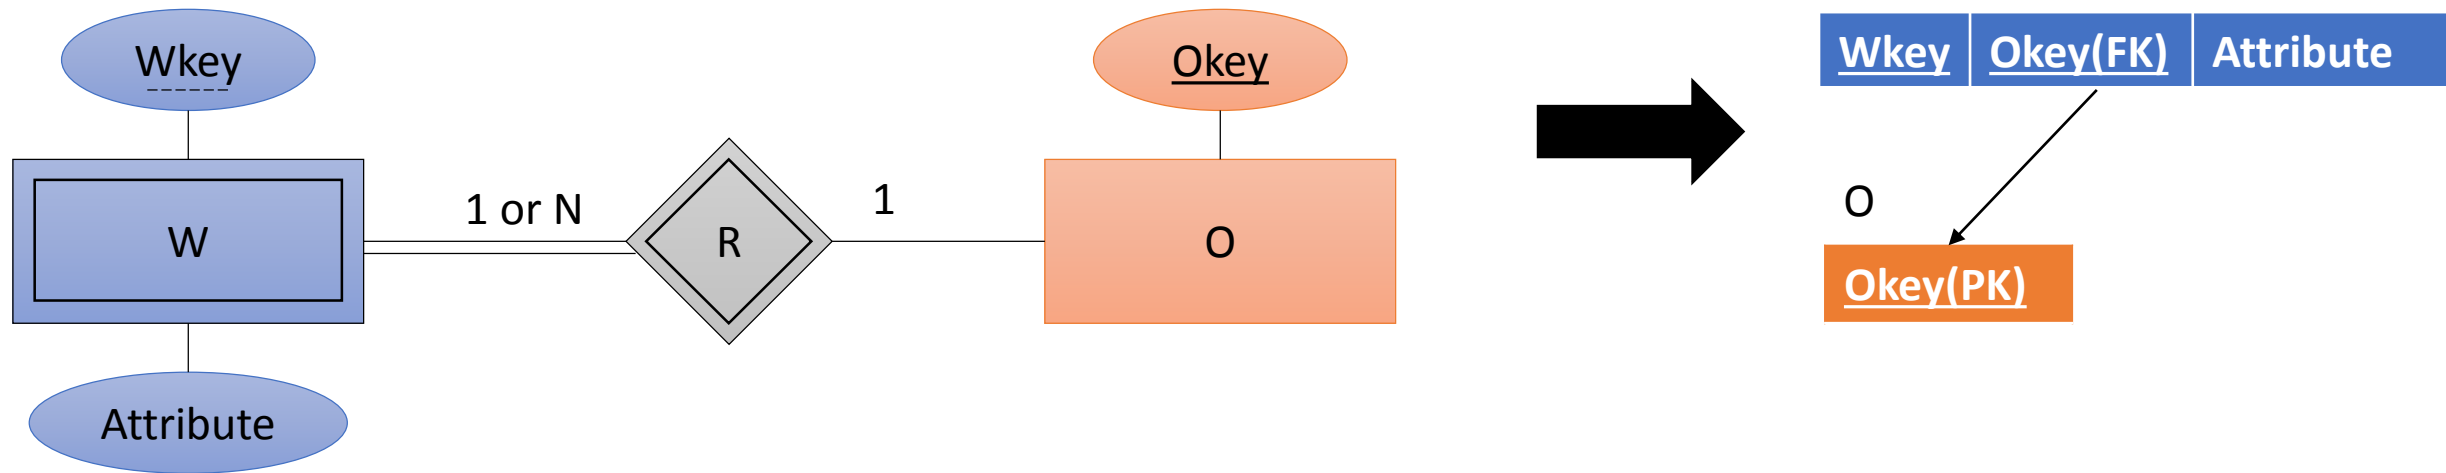 Wkey
Okey
Wkey Okey(FK) Attribute
1 or N
1
W
R
O
O
Okey(PK)
Attribute